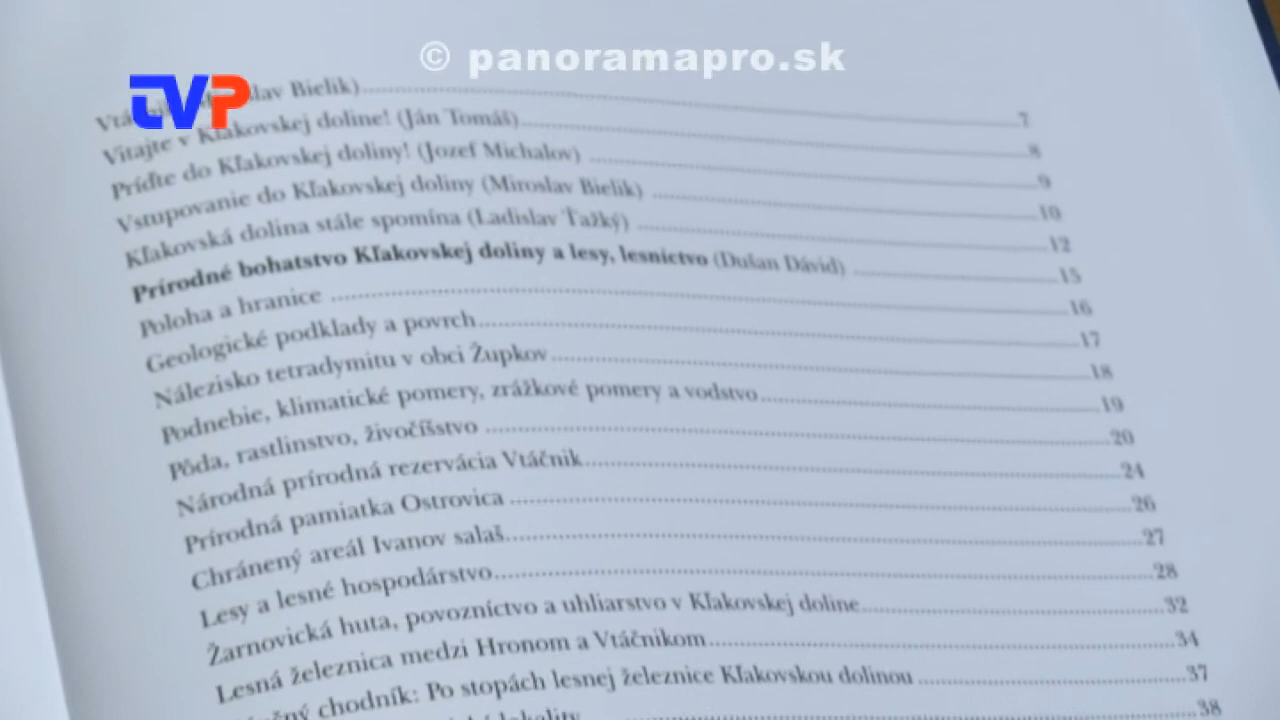 © panoramapro.sk
TVP
Bielik) 7
Vitajte v Kľakovskej doline! (Ján Tomáš) 8
Príďte do Kľakovskej doliny! (Jozef Michalov) 9
Vstupovanie do Kľakovskej doliny (Miroslav Bielik) 10
Kľakovská dolina stále spomína (Ladislav Ťažký) 12
Prírodné bohatstvo Kľakovskej doliny a lesy, lesníctvo (Dušan Dávid) 15
Poloha a hranice 16
Geologické podklady a povrch 17
Nálezisko tetradymitu v obci Župkov 18
Podnebie, klimatické pomery, zrážkové pomery a vodstvo 19
Pôda, rastlinstvo, živočíšstvo 20
Národná prírodná rezervácia Vtáčnik 24
Prírodná pamiatka Ostrovica 26
Chránený areál Ivanov salaš 27
Lesy a lesné hospodárstvo 28
Žarnovická huta, povozníctvo a uhliarstvo v Kľakovskej doline 32
Lesná železnica medzi Hronom a Vtáčnikom 34
chodník: Po stopách lesnej železnice Kľakovskou dolinou 37
lokality 38